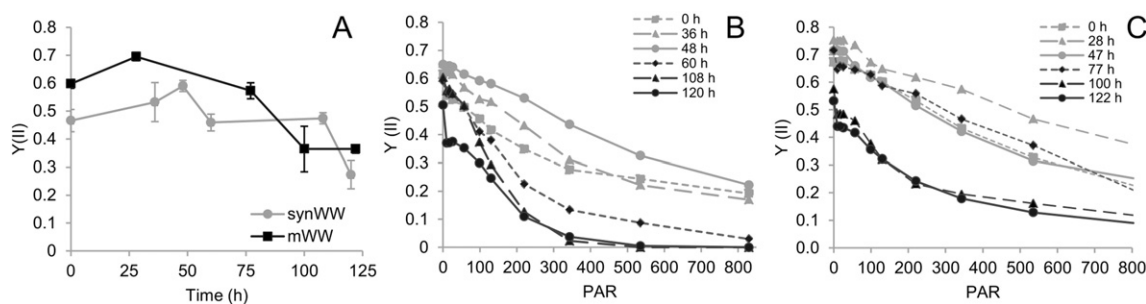 A
0.8
0.7
0.6
0.5
0.4
0.3
0.2
0.1
0
Y(II)
synWW
mWW
0 25 50 75 100 125
Time (h)
B
0.8
0.7
0.6
0.5
0.4
0.3
0.2
0.1
0
Y (II)
0 h
36 h
48 h
60 h
108 h
120 h
0 100 200 300 400 500 600 700 800
PAR
C
0.8
0.7
0.6
0.5
0.4
0.3
0.2
0.1
0.0
Y (II)
0 h
28 h
47 h
77 h
100 h
122 h
0 100 200 300 400 500 600 700 800
PAR